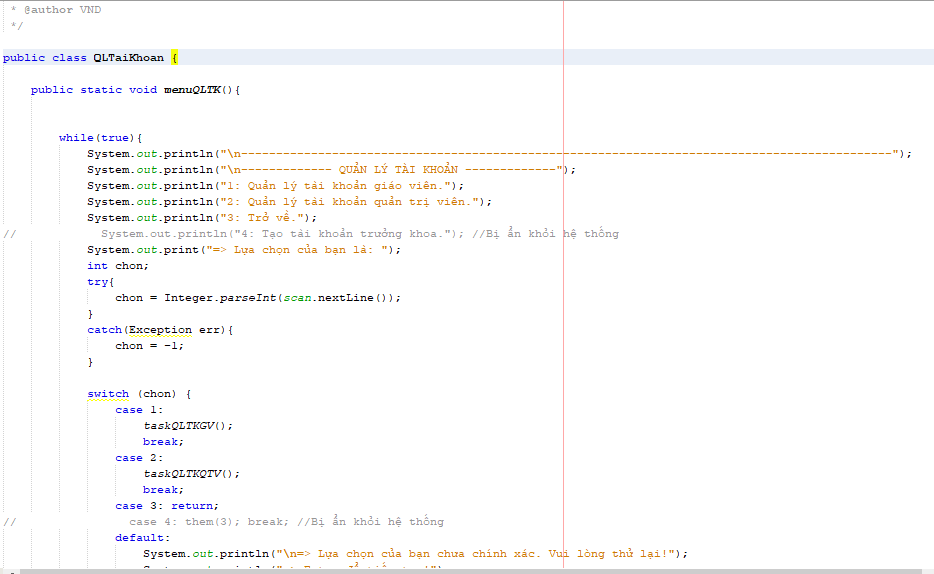 * @author VND
*/
public class QLTaiKhoan {
public static void menuQLTK(){
while(true){
System.out.println("\n---------------------------------------------------------------------------------------------");
System.out.println("\n------------- QUẢN LÝ TÀI KHOẢN -------------");
System.out.println("1: Quản lý tài khoản giáo viên.");
System.out.println("2: Quản lý tài khoản quản trị viên.");
System.out.println("3: Trở về.");
// System.out.println("4: Tạo tài khoản trưởng khoa."); //Bị ẩn khỏi hệ thống
System.out.print("=> Lựa chọn của bạn là: ");
int chon;
try{
chon = Integer.parseInt(scan.nextLine());
}
catch(Exception err){
chon = -1;
}
switch (chon) {
case 1:
taskQLTKGV();
break;
case 2:
taskQLTKQTV();
break;
case 3: return;
// case 4: them(3); break; //Bị ẩn khỏi hệ thống
default:
System.out.println("\n=> Lựa chọn của bạn chưa chính xác. Vui lòng thử lại!");